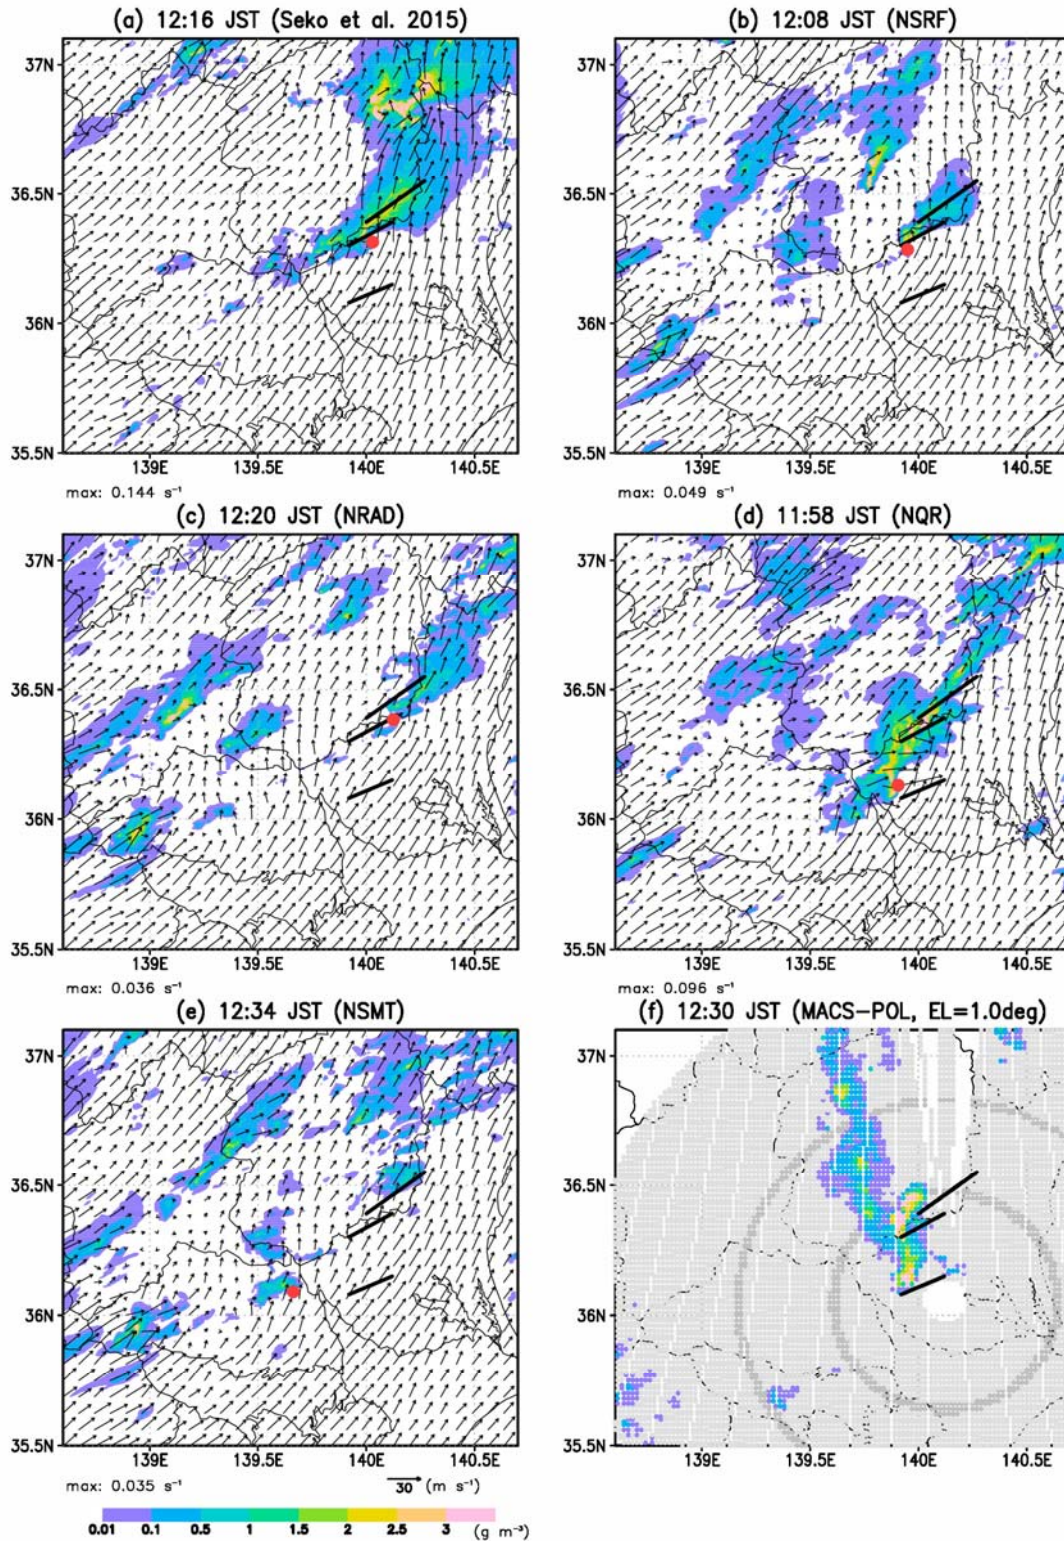 (a) 12:16 JST (Seko et al. 2015)
37N
36.5N
36N
35.5N
139E 139.5E 140E 140.5E
max: 0.144 s⁻¹
(b) 12:08 JST (NSRF)
37N
36.5N
36N
35.5N
139E 139.5E 140E 140.5E
max: 0.049 s⁻¹
(c) 12:20 JST (NRAD)
37N
36.5N
36N
35.5N
139E 139.5E 140E 140.5E
max: 0.036 s⁻¹
(d) 11:58 JST (NQR)
37N
36.5N
36N
35.5N
139E 139.5E 140E 140.5E
max: 0.096 s⁻¹
(e) 12:34 JST (NSMT)
37N
36.5N
36N
35.5N
139E 139.5E 140E 140.5E
max: 0.035 s⁻¹
30 (m s⁻¹)
0.01 0.1 0.5 1 1.5 2 2.5 3 (g m⁻³)
(f) 12:30 JST (MACS-POL, EL=1.0deg)
37N
36.5N
36N
35.5N
139E 139.5E 140E 140.5E